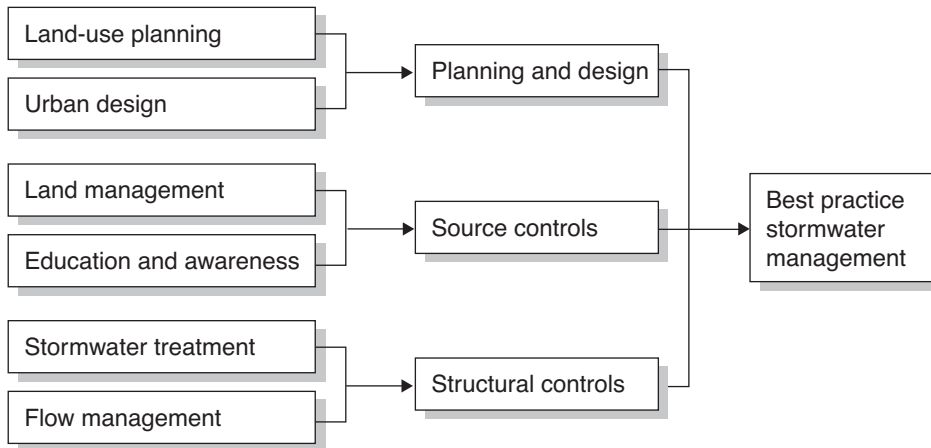 Land-use planning
Urban design
Planning and design
Land management
Education and awareness
Source controls
Stormwater treatment
Flow management
Structural controls
Best practice
stormwater
management